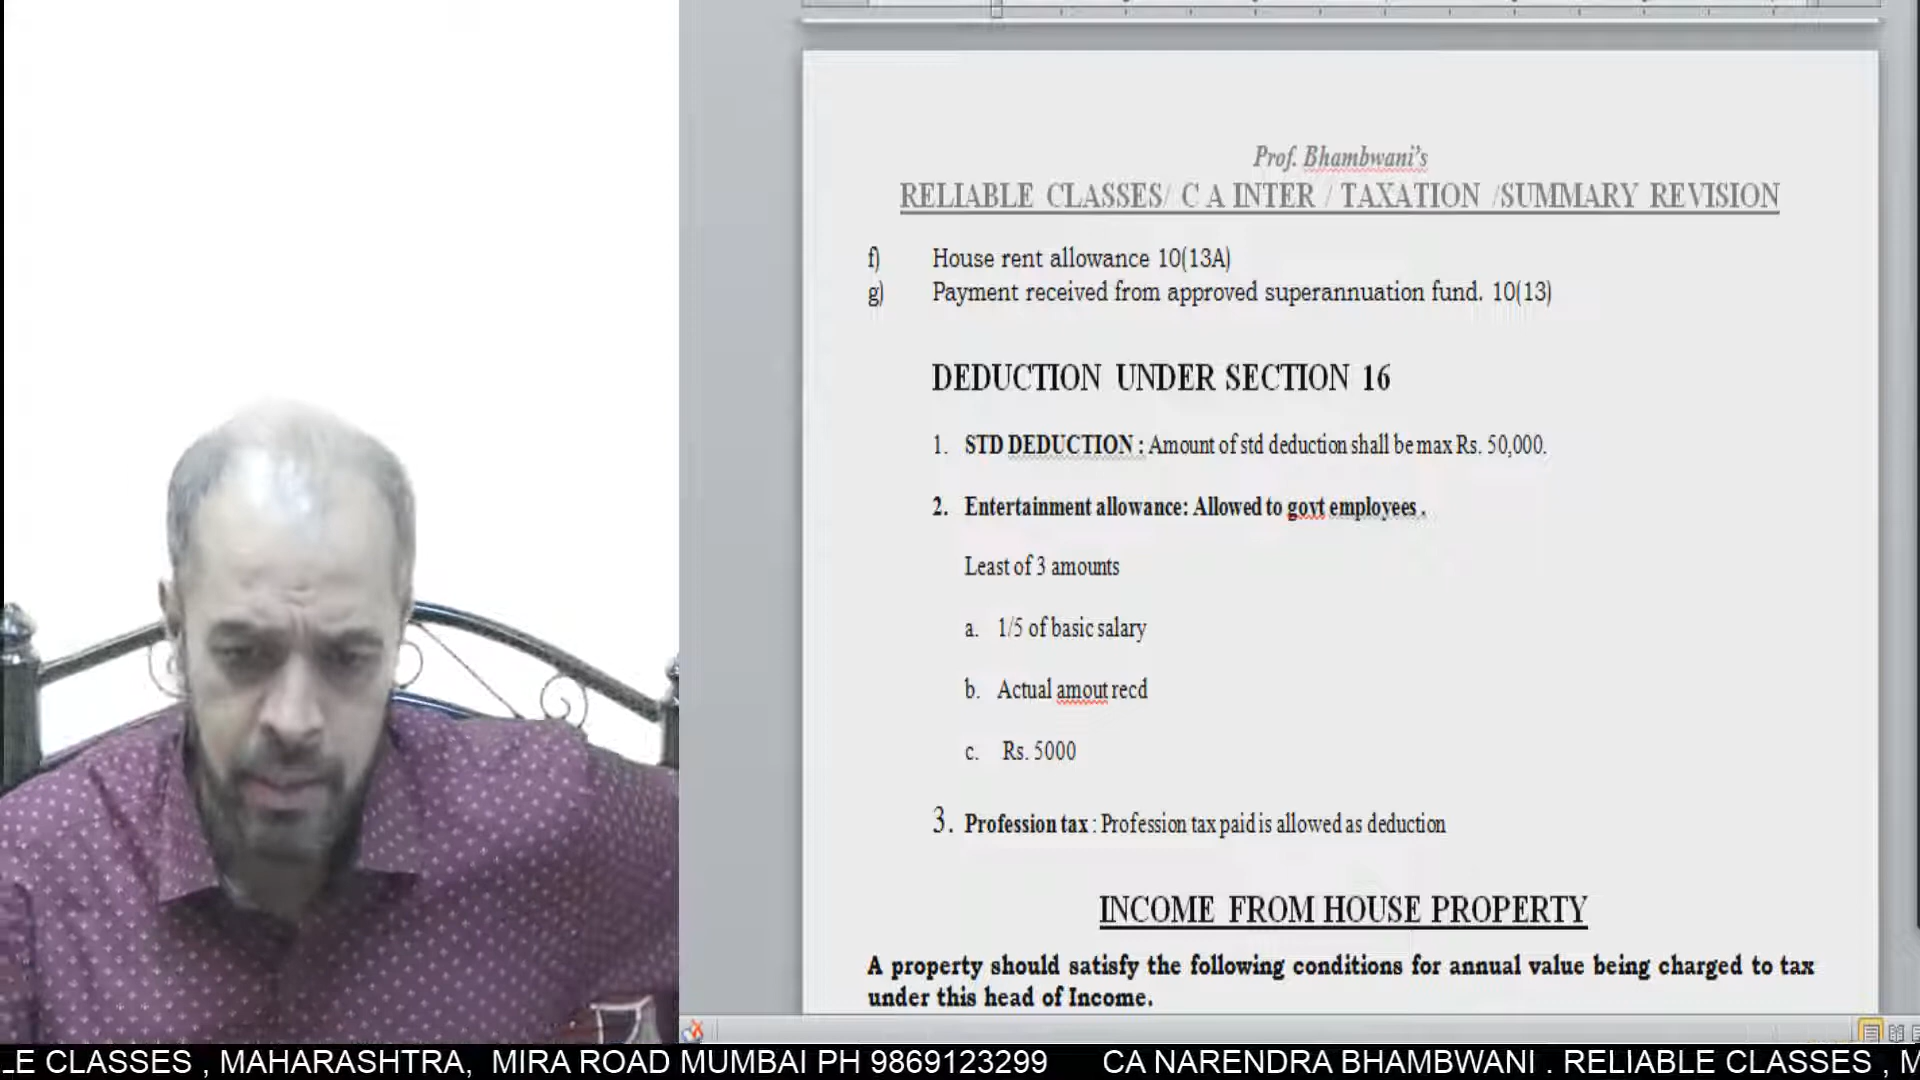 Prof. Bhambwani's
RELIABLE CLASSES/ C A INTER / TAXATION /SUMMARY REVISION
f) House rent allowance 10(13A)
g) Payment received from approved superannuation fund. 10(13)
DEDUCTION UNDER SECTION 16
1. STD DEDUCTION : Amount of std deduction shall be max Rs. 50,000.
2. Entertainment allowance: Allowed to govt employees .
Least of 3 amounts
a. 1/5 of basic salary
b. Actual amout recd
c. Rs. 5000
3. Profession tax : Profession tax paid is allowed as deduction
INCOME FROM HOUSE PROPERTY
A property should satisfy the following conditions for annual value being charged to tax
under this head of Income.
LE CLASSES , MAHARASHTRA, MIRA ROAD MUMBAI PH 9869123299 CA NARENDRA BHAMBWANI . RELIABLE CLASSES , M